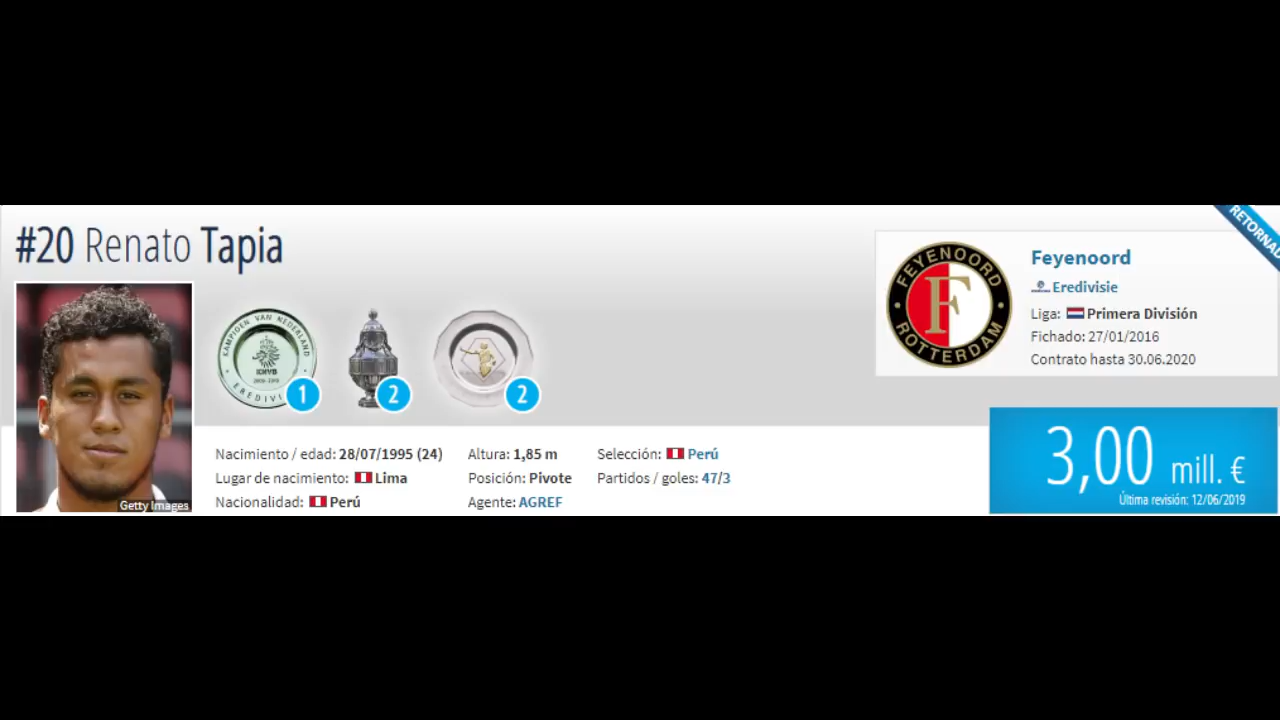 #20 Renato Tapia
RETORNAD
FEYENOORD
ROTTERDAM
F
Feyenoord
Eredivisie
Liga: Primera División
Fichado: 27/01/2016
Contrato hasta 30.06.2020
KAMPIOEN VAN NEDERLAND
KNVB
EREDIVI
1
2
2
Getty Images
Nacimiento / edad: 28/07/1995 (24)
Lugar de nacimiento: Lima
Nacionalidad: Perú
Altura: 1,85 m
Posición: Pivote
Agente: AGREF
Selección: Perú
Partidos / goles: 47/3
3,00 mill. €
Última revisión: 12/06/2019